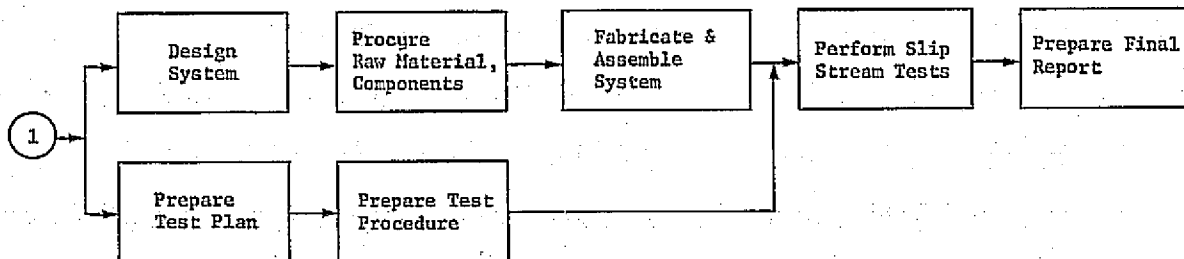 1
Design
System
Procure
Raw Material,
Components
Fabricate &
Assemble
System
Perform Slip
Stream Tests
Prepare Final
Report
Prepare
Test Plan
Prepare Test
Procedure